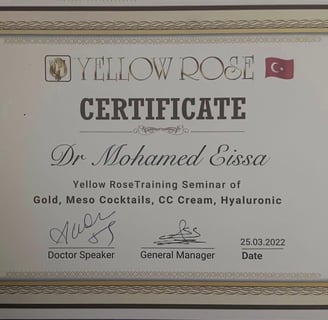 YELLOW ROSE
CERTIFICATE
Dr Mohamed Eissa
Yellow RoseTraining Seminar of
Gold, Meso Cocktails, CC Cream, Hyaluronic
Doctor Speaker
General Manager
25.03.2022
Date